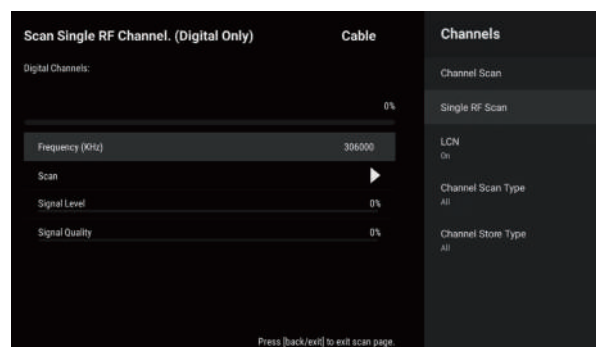 Scan Single RF Channel. (Digital Only) Cable
Digital Channels:
0%
Frequency (KHz) 306000
Scan
Signal Level 0%
Signal Quality 0%
Press [back/exit] to exit scan page.
Channels
Channel Scan
Single RF Scan
LCN
On
Channel Scan Type
All
Channel Store Type
All